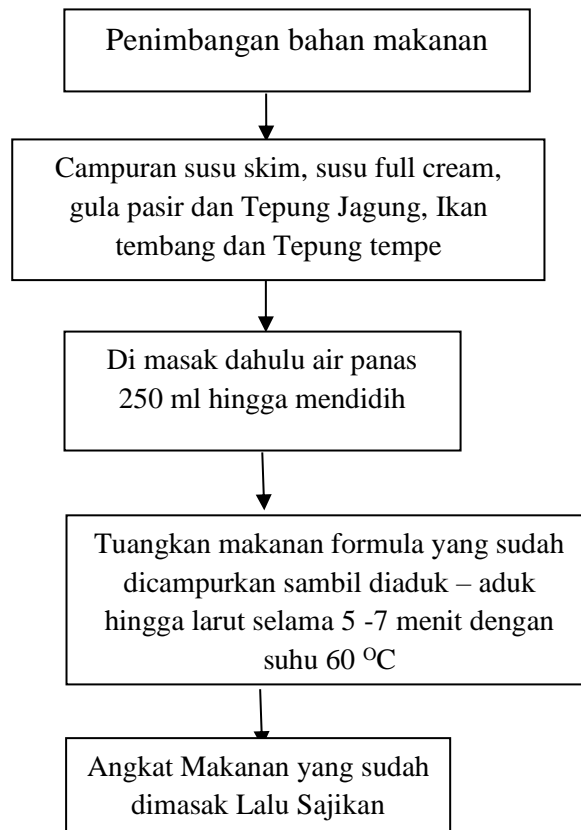 Penimbangan bahan makanan
Campuran susu skim, susu full cream,
gula pasir dan Tepung Jagung, Ikan
tembang dan Tepung tempe
Di masak dahulu air panas
250 ml hingga mendidih
Tuangkan makanan formula yang sudah
dicampurkan sambil diaduk – aduk
hingga larut selama 5 -7 menit dengan
suhu 60 ᴼC
Angkat Makanan yang sudah
dimasak Lalu Sajikan